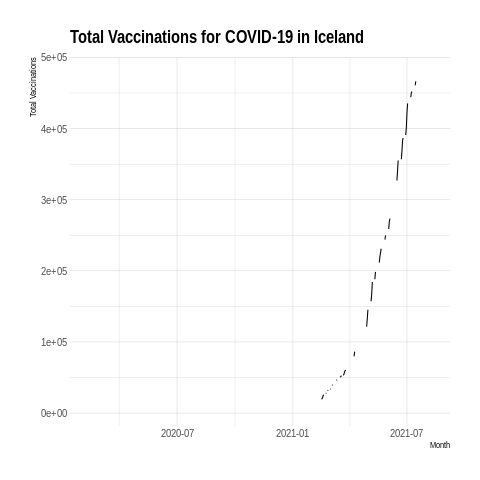 Total Vaccinations for COVID-19 in Iceland
Total Vaccinations
5e+05
4e+05
3e+05
2e+05
1e+05
0e+00
2020-07
2021-01
2021-07
Month